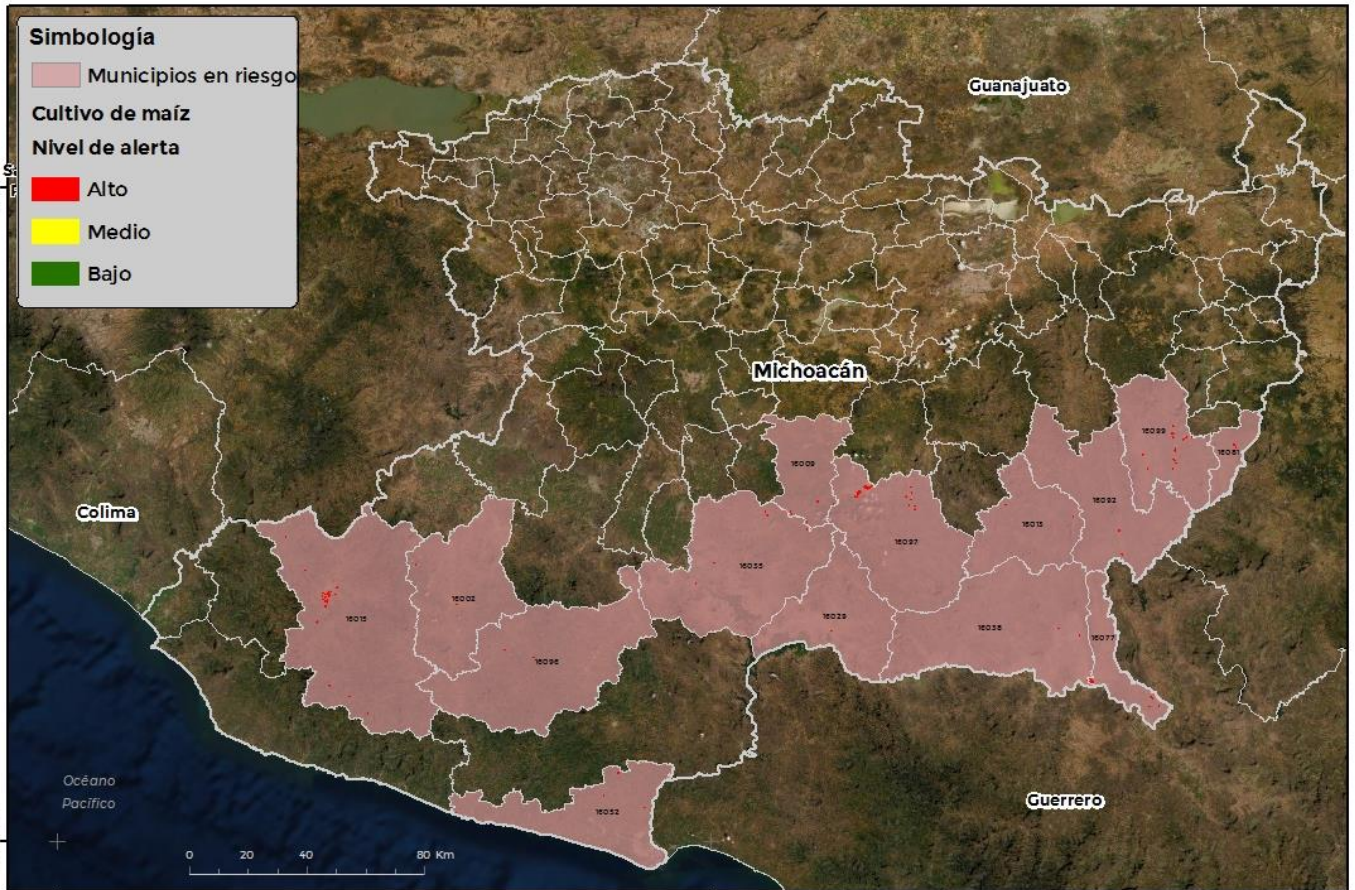 Simbología
Municipios en riesgo
Cultivo de maíz
Nivel de alerta
Alto
Medio
Bajo
Guanajuato
Michoacán
Colima
16099
16081
16009
16092
16013
16097
16035
16002
16015
16029
16038
16077
16096
16052
Océano
Pacífico
Guerrero
0 20 40 80 Km